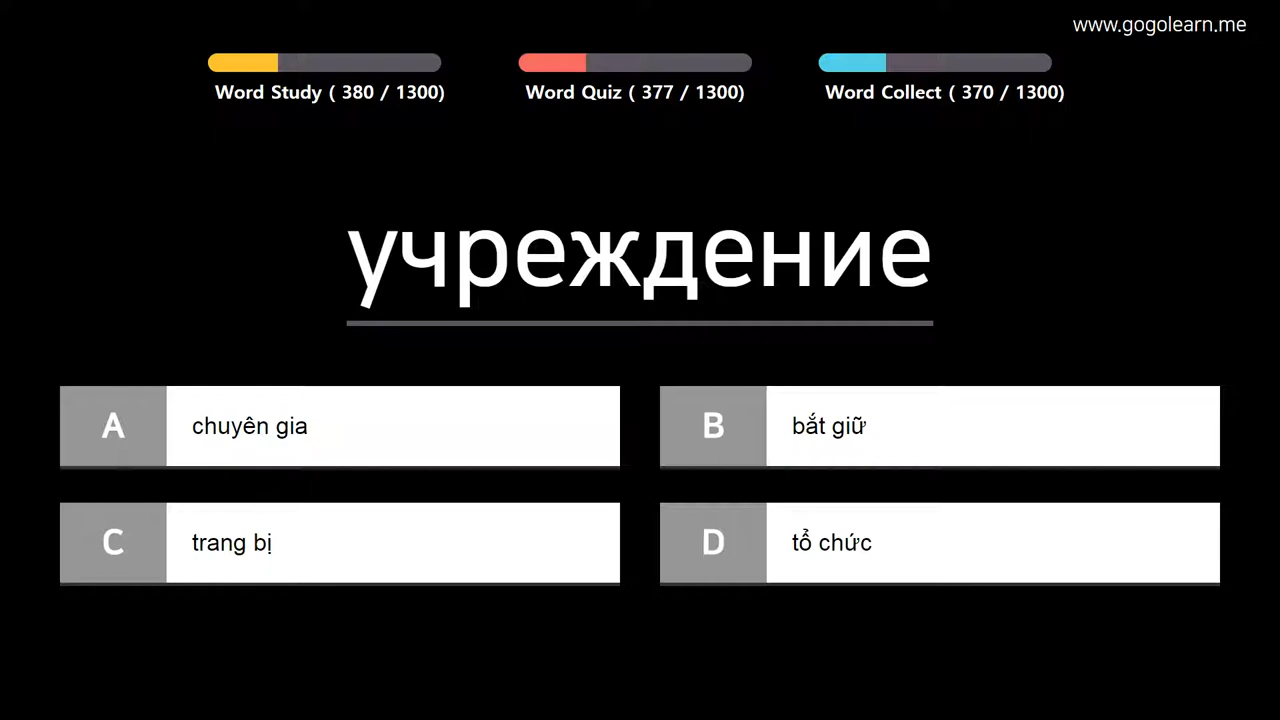 www.gogolearn.me
Word Study ( 380 / 1300)
Word Quiz ( 377 / 1300)
Word Collect ( 370 / 1300)
учреждение
A chuyên gia
B bắt giữ
C trang bị
D tổ chức